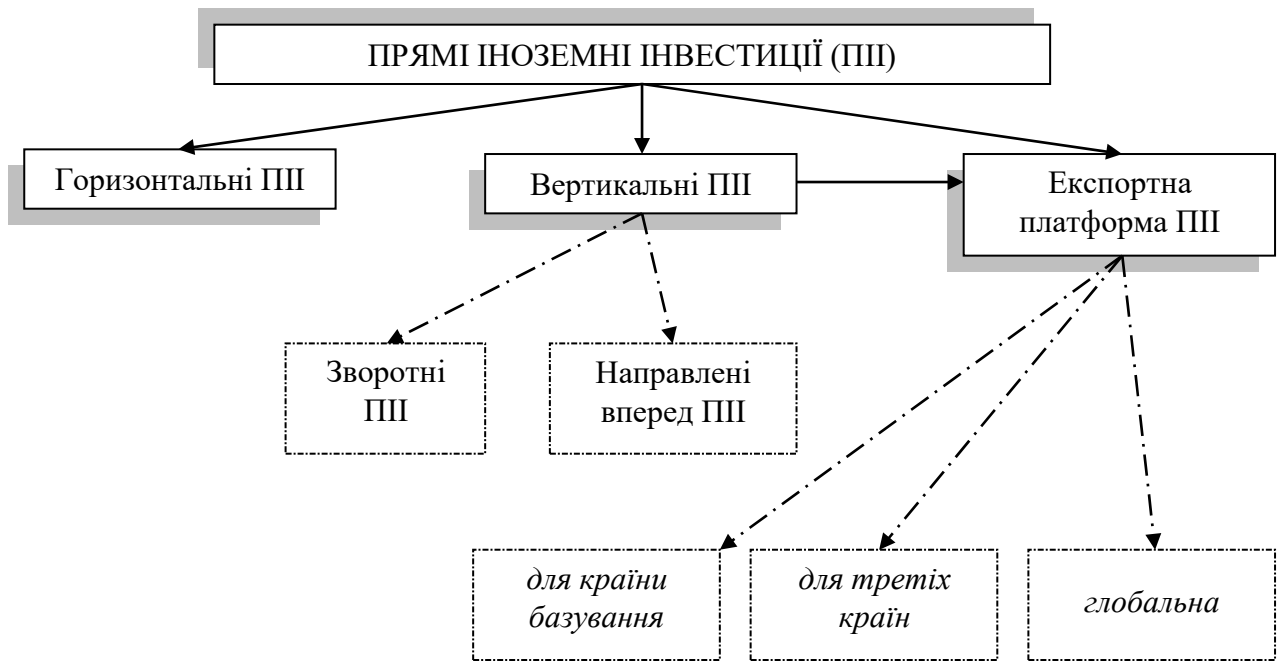 ПРЯМІ ІНОЗЕМНІ ІНВЕСТИЦІЇ (ПІІ)
Горизонтальні ПІІ
Вертикальні ПІІ
Експортна
платформа ПІІ
Зворотні
ПІІ
Направлені
вперед ПІІ
для країни
базування
для третіх
країн
глобальна